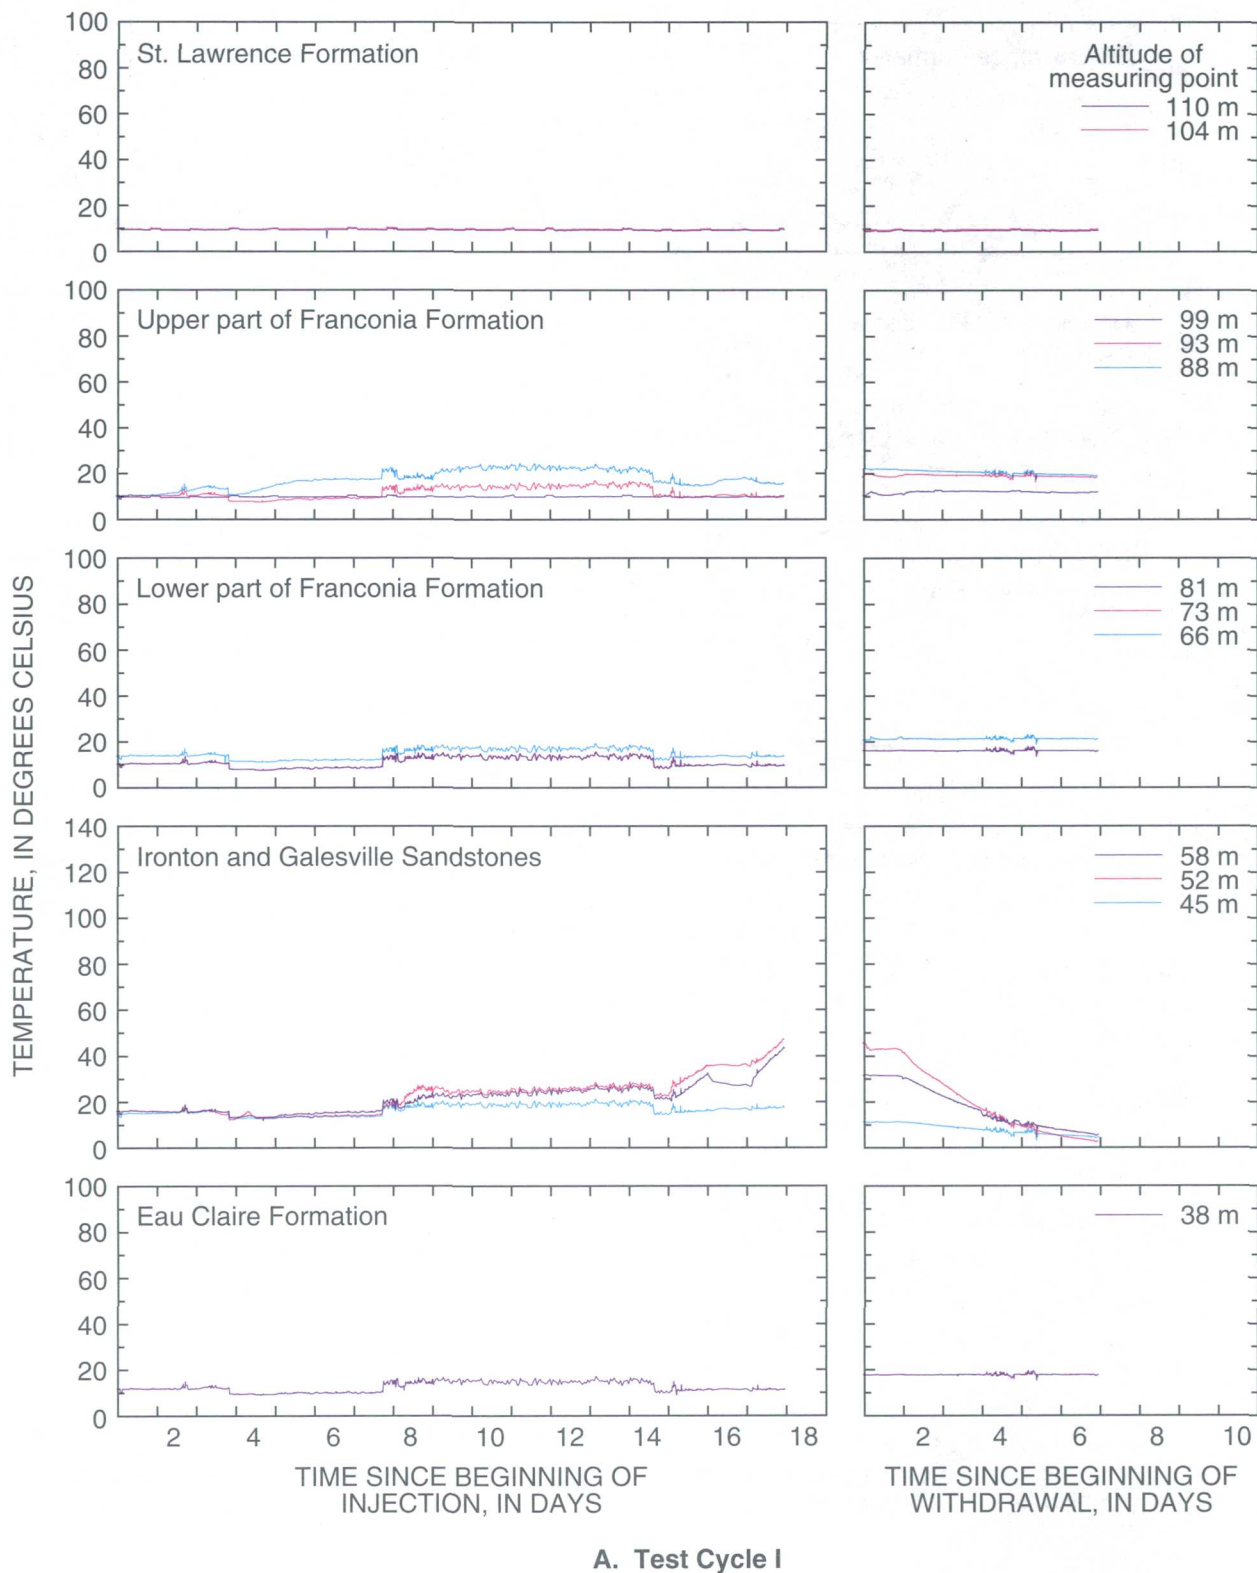 100
80
60
40
20
0
St. Lawrence Formation
Altitude of
measuring point
110 m
104 m
100
80
60
40
20
0
Upper part of Franconia Formation
99 m
93 m
88 m
100
80
60
40
20
0
Lower part of Franconia Formation
81 m
73 m
66 m
140
120
100
80
60
40
20
0
Ironton and Galesville Sandstones
58 m
52 m
45 m
100
80
60
40
20
0
Eau Claire Formation
38 m
TEMPERATURE, IN DEGREES CELSIUS
2 4 6 8 10 12 14 16 18
2 4 6 8 10
TIME SINCE BEGINNING OF
INJECTION, IN DAYS
TIME SINCE BEGINNING OF
WITHDRAWAL, IN DAYS
A. Test Cycle I